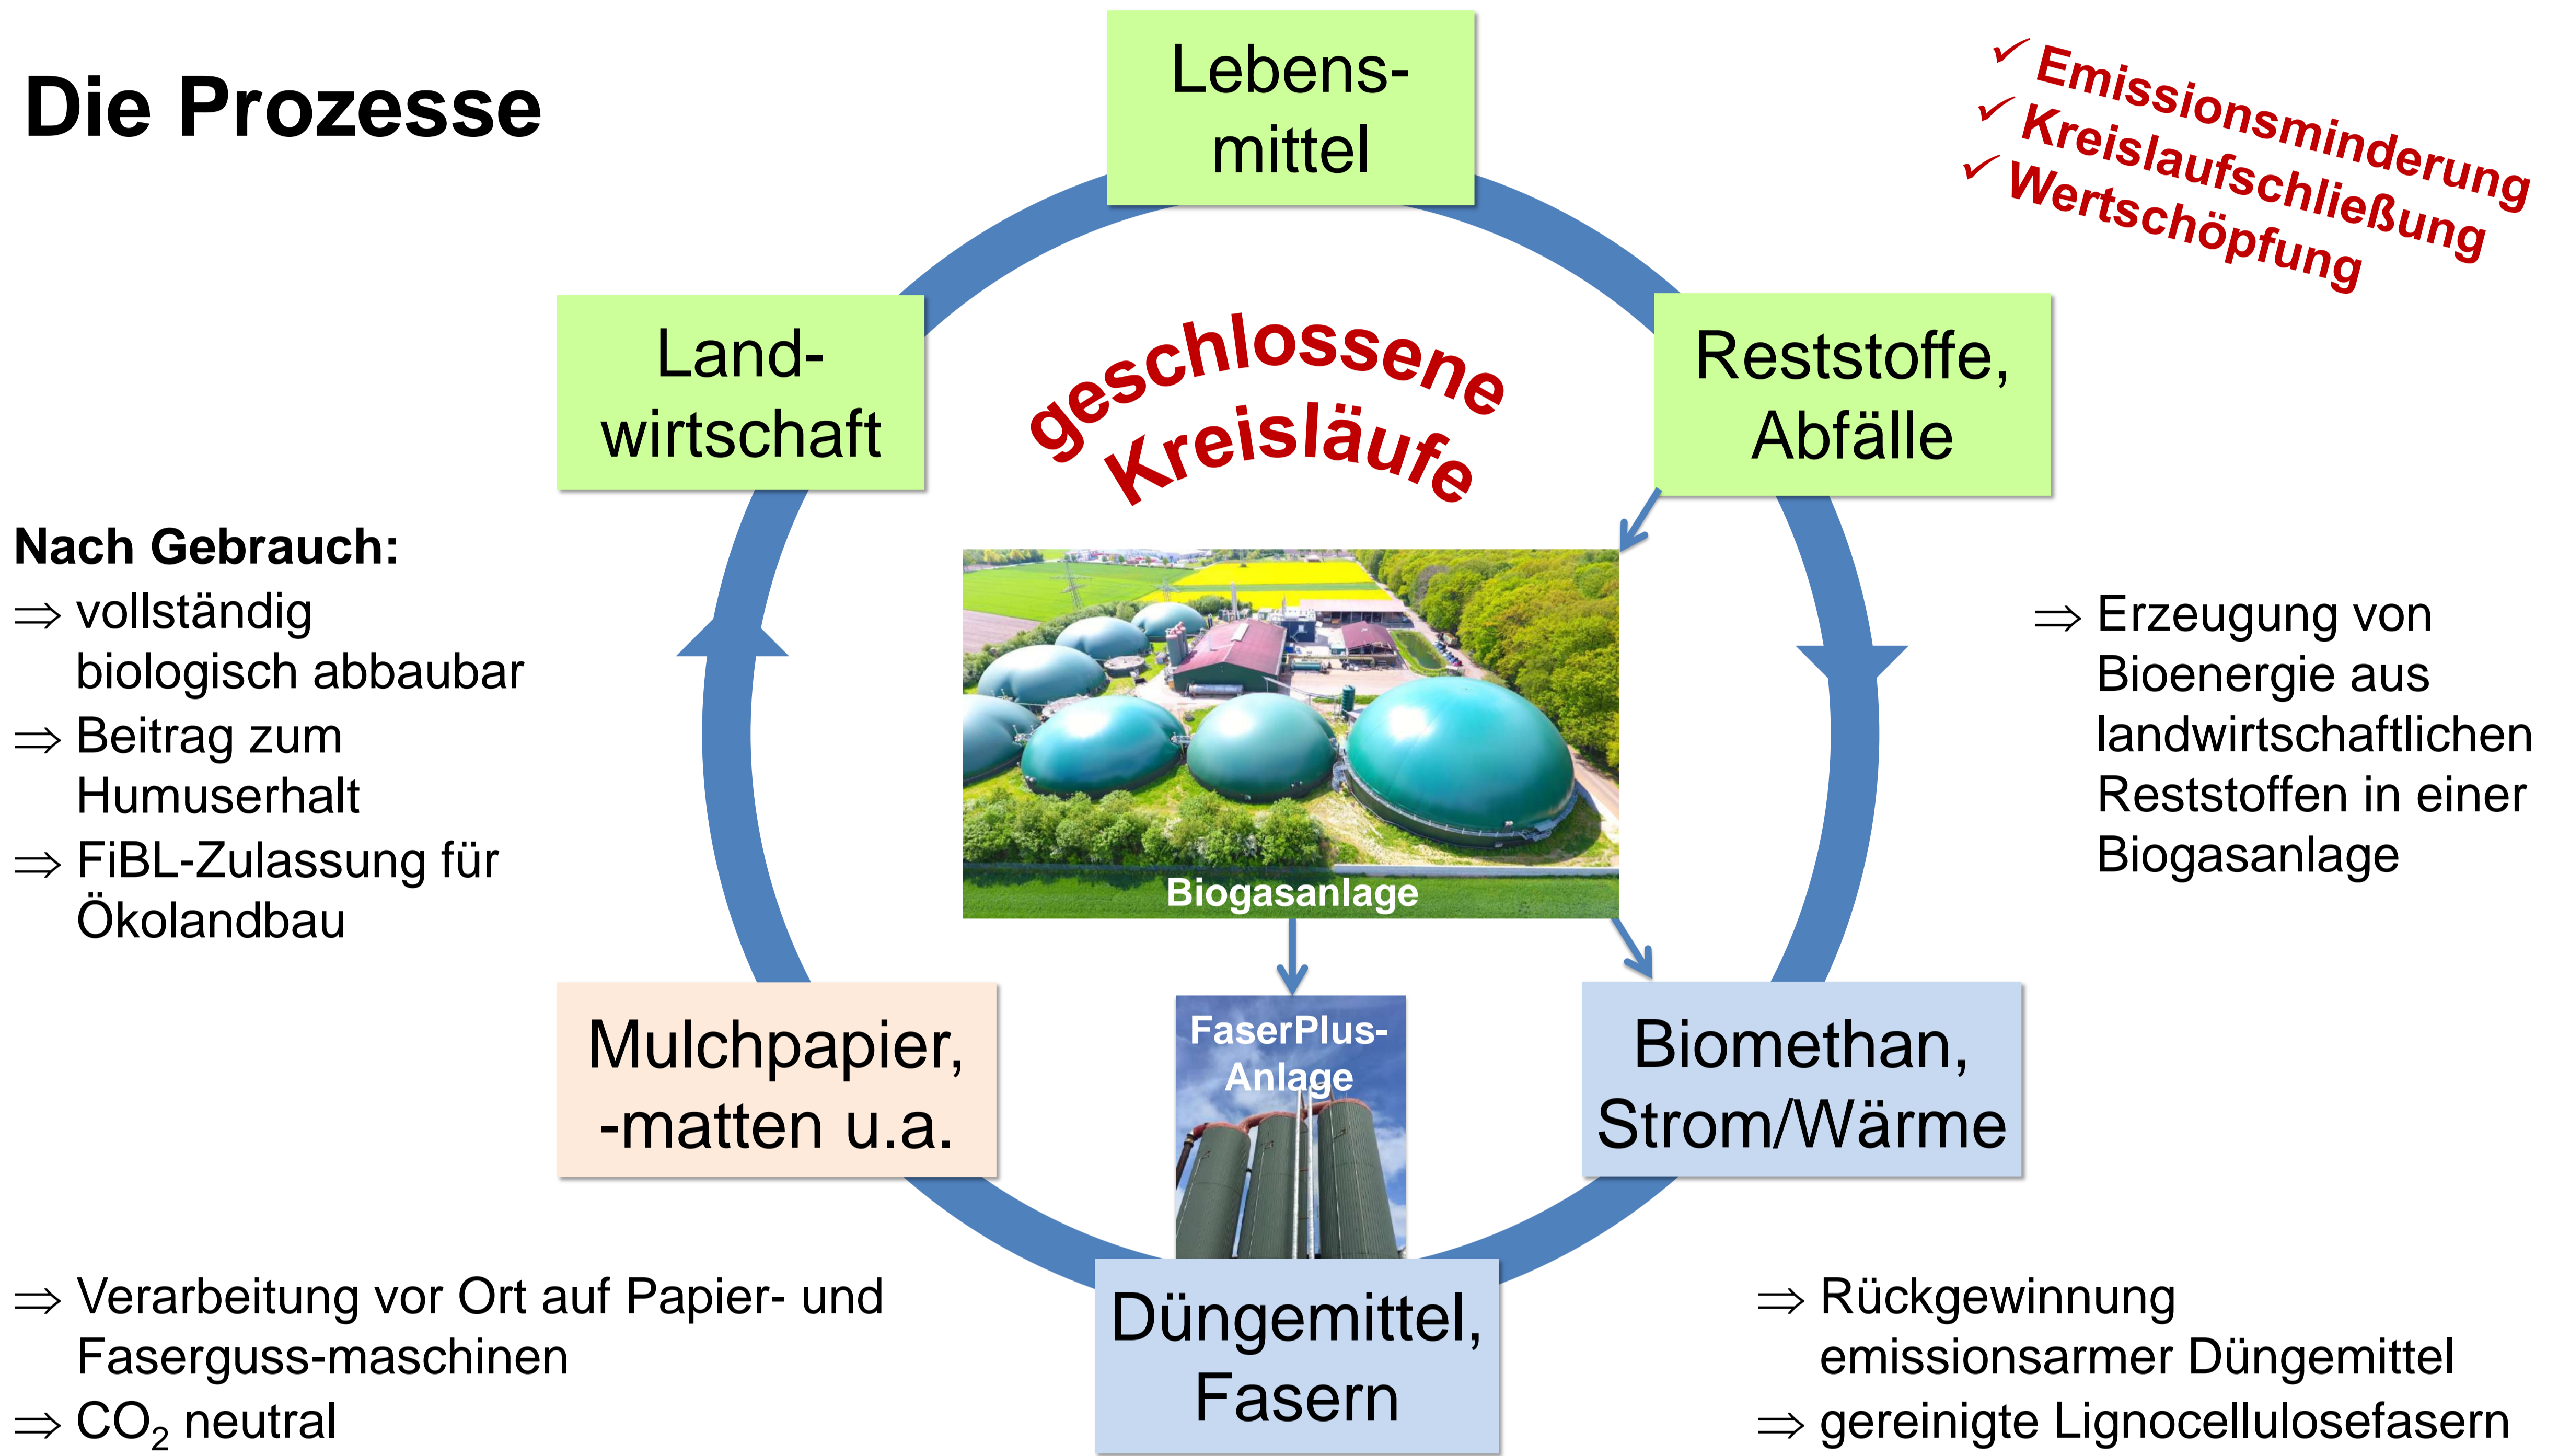 Die Prozesse
Lebens-
mittel
✓ Emissionsminderung
✓ Kreislaufschließung
✓ Wertschöpfung
Land-
wirtschaft
geschlossene
Kreisläufe
Reststoffe,
Abfälle
Nach Gebrauch:
⇒ vollständig
biologisch abbaubar
⇒ Beitrag zum
Humuserhalt
⇒ FiBL-Zulassung für
Ökolandbau
Biogasanlage
⇒ Erzeugung von
Bioenergie aus
landwirtschaftlichen
Reststoffen in einer
Biogasanlage
Mulchpapier,
-matten u.a.
FaserPlus-
Anlage
Biomethan,
Strom/Wärme
⇒ Verarbeitung vor Ort auf Papier- und
Faserguss-maschinen
⇒ CO₂ neutral
Düngemittel,
Fasern
⇒ Rückgewinnung
emissionsarmer Düngemittel
⇒ gereinigte Lignocellulosefasern